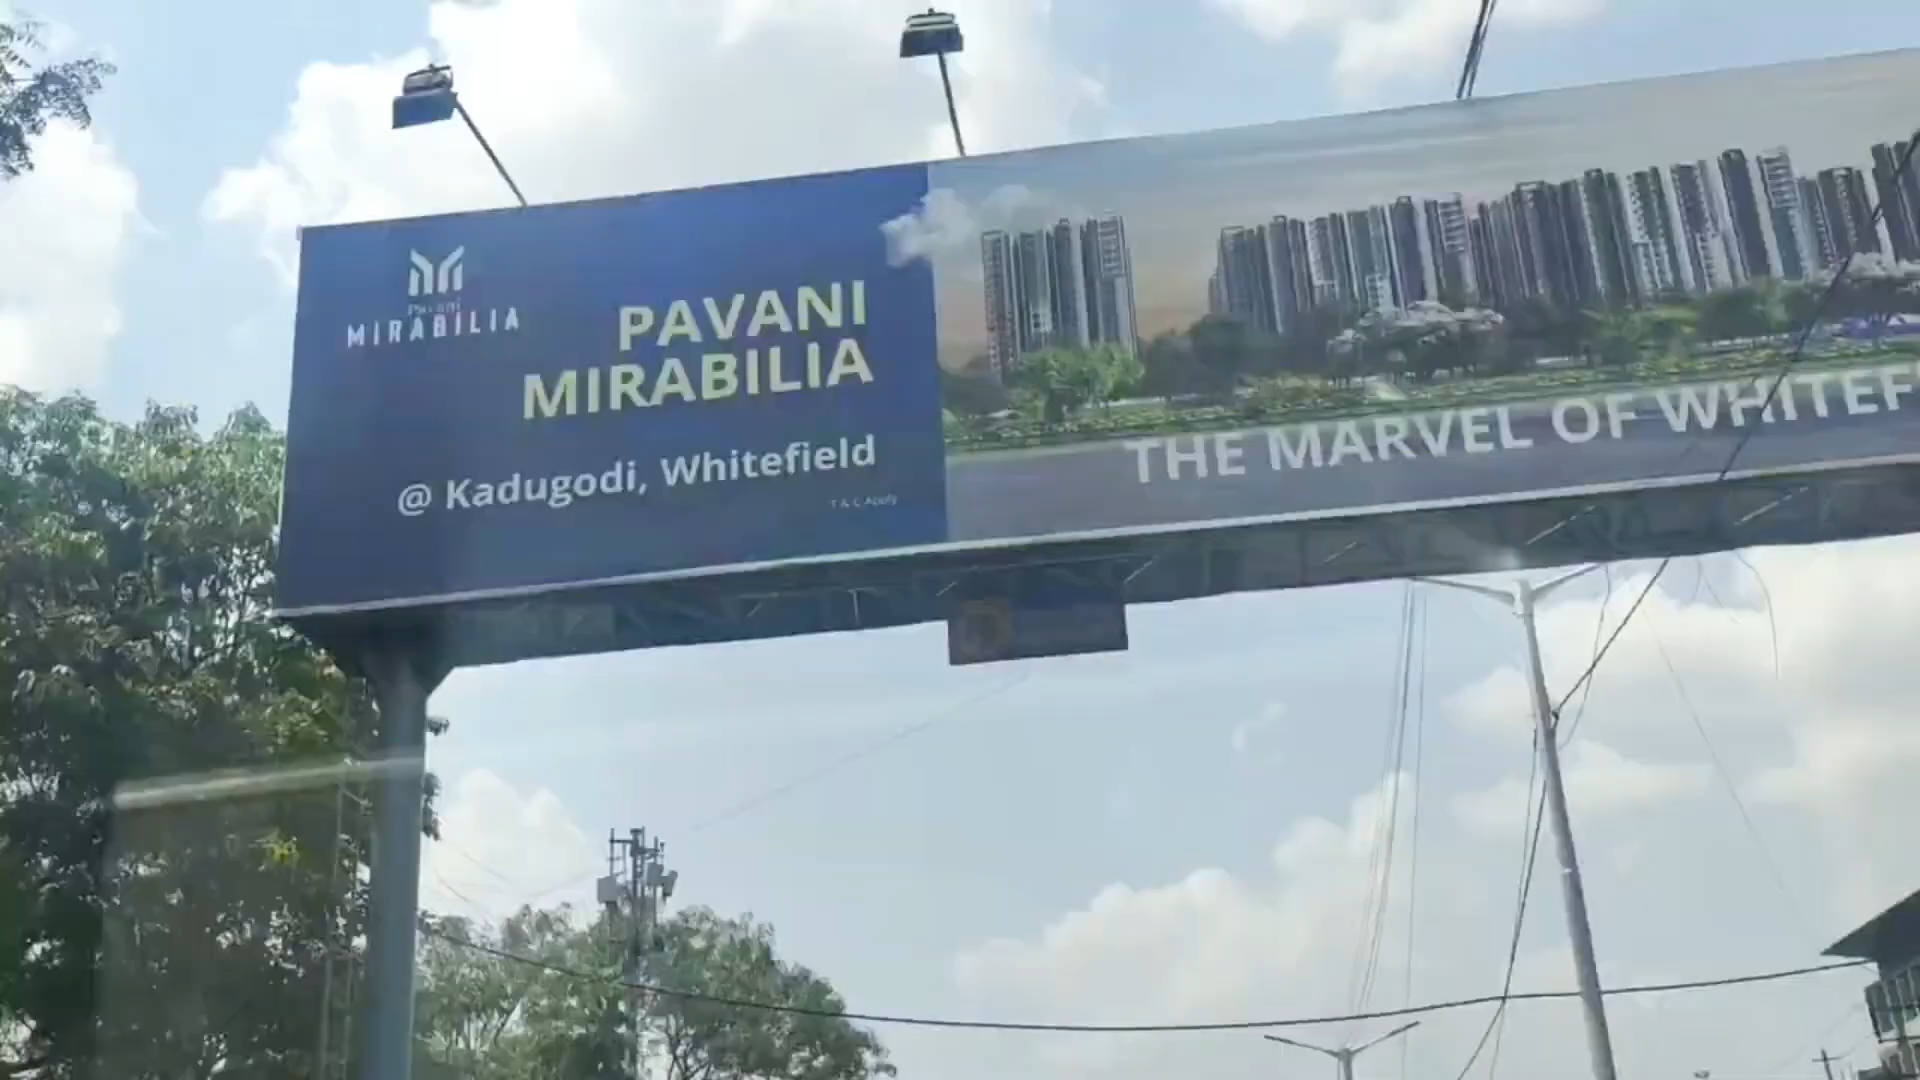 Pavani
MIRABILIA
PAVANI
MIRABILIA
@ Kadugodi, Whitefield
T & C Apply
THE MARVEL OF WHITEF